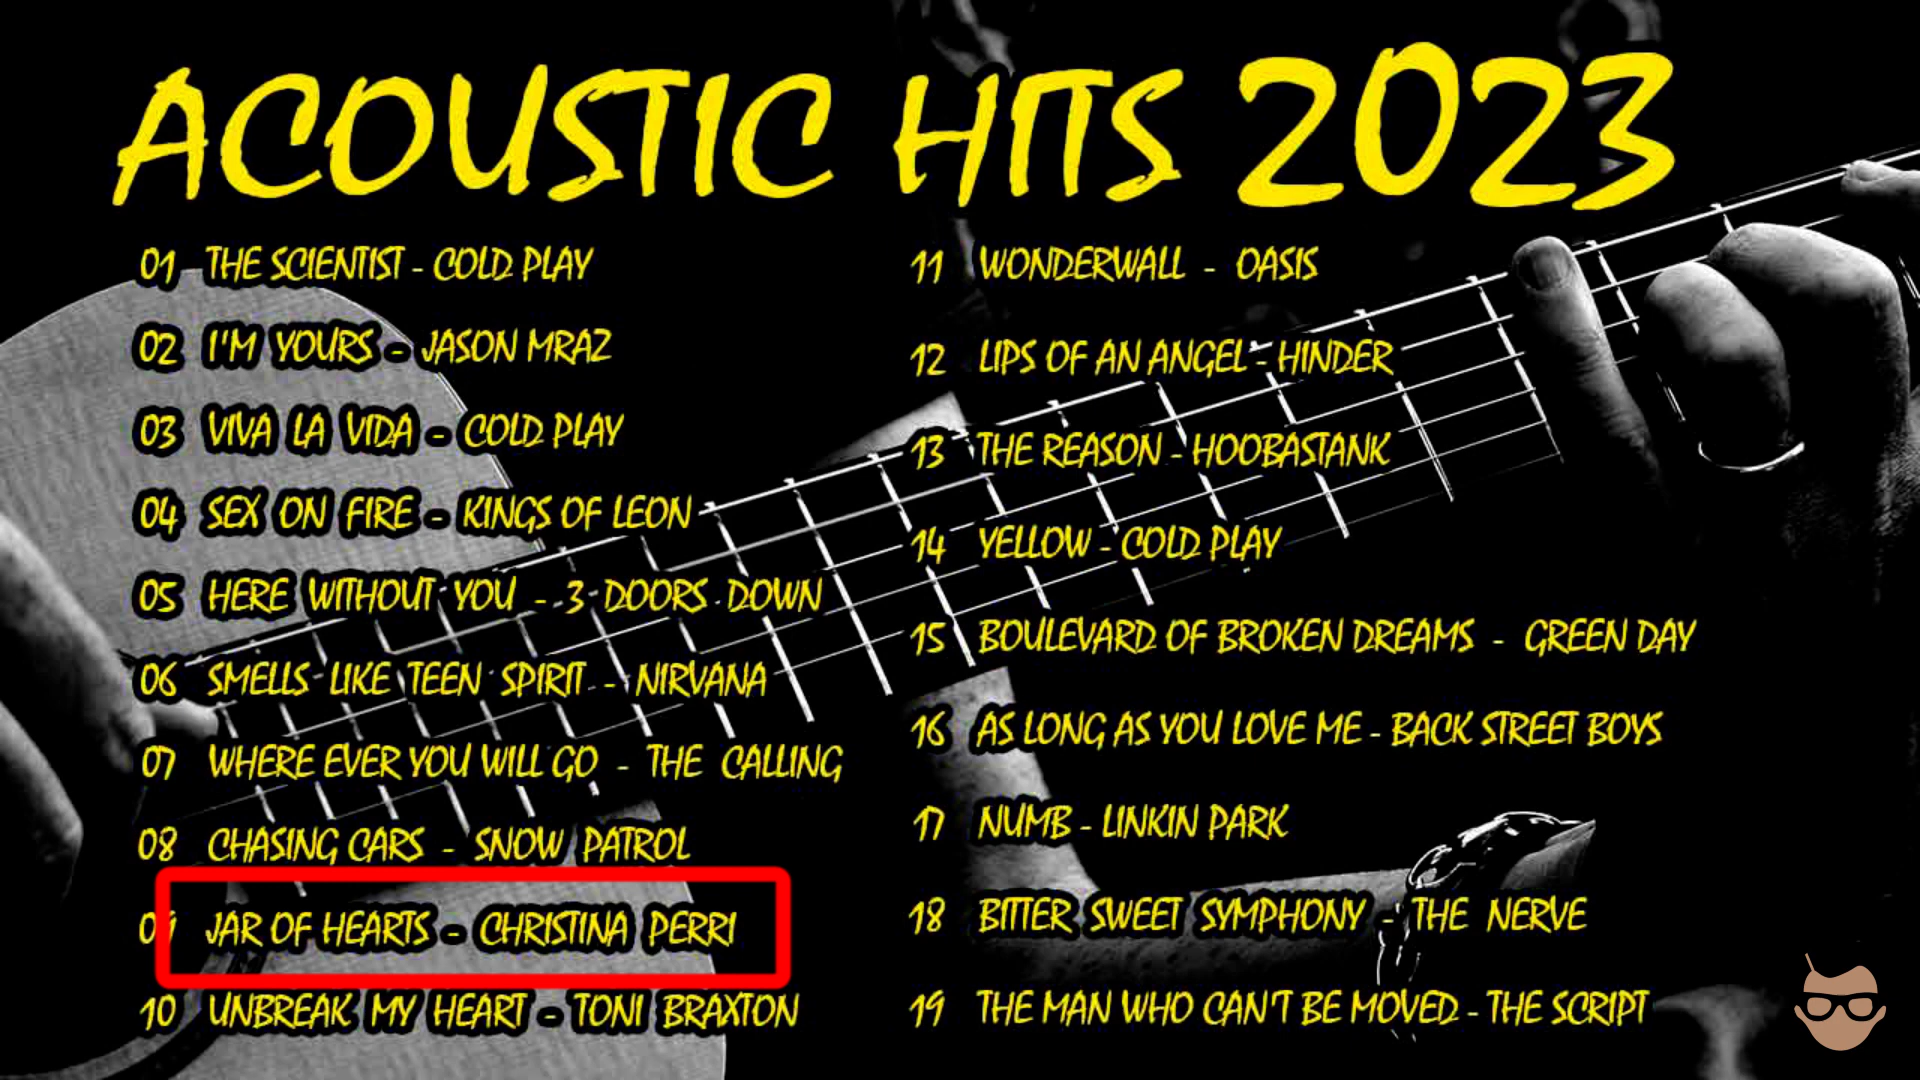 ACOUSTIC HITS 2023
01 THE SCIENTIST - COLD PLAY
02 I'M YOURS - JASON MRAZ
03 VIVA LA VIDA - COLD PLAY
04 SEX ON FIRE - KINGS OF LEON
05 HERE WITHOUT YOU - 3 DOORS DOWN
06 SMELLS LIKE TEEN SPIRIT - NIRVANA
07 WHERE EVER YOU WILL GO - THE CALLING
08 CHASING CARS - SNOW PATROL
09 JAR OF HEARTS - CHRISTINA PERRI
10 UNBREAK MY HEART - TONI BRAXTON
11 WONDERWALL - OASIS
12 LIPS OF AN ANGEL - HINDER
13 THE REASON - HOOBASTANK
14 YELLOW - COLD PLAY
15 BOULEVARD OF BROKEN DREAMS - GREEN DAY
16 AS LONG AS YOU LOVE ME - BACK STREET BOYS
17 NUMB - LINKIN PARK
18 BITTER SWEET SYMPHONY - THE NERVE
19 THE MAN WHO CAN'T BE MOVED - THE SCRIPT